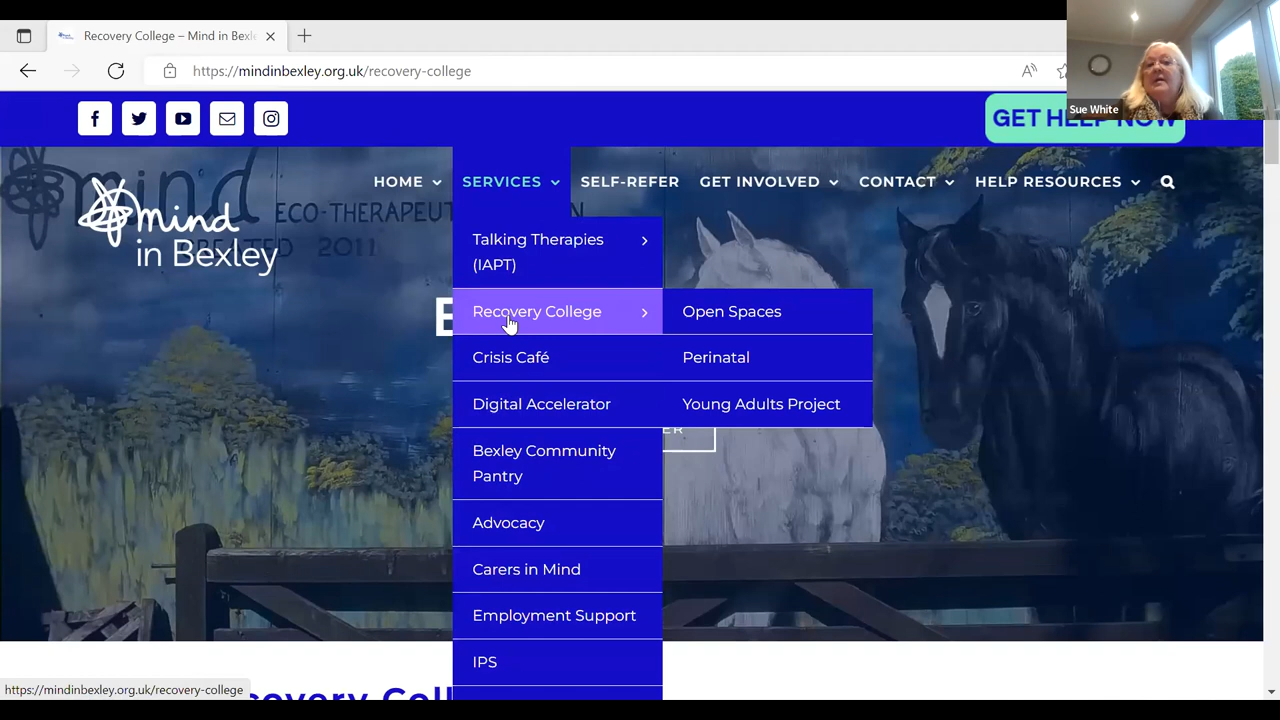 Recovery College – Mind in Bexle
https://mindinbexley.org.uk/recovery-college
Sue White
GET HELP NOW
HOME
SERVICES
SELF-REFER
GET INVOLVED
CONTACT
HELP RESOURCES
mind
ECO-THERAPEUT
mind
in Bexley
2011
Talking Therapies
(IAPT)
Recovery College
Open Spaces
Crisis Café
Perinatal
Digital Accelerator
Young Adults Project
Bexley Community
Pantry
Advocacy
Carers in Mind
Employment Support
IPS
https://mindinbexley.org.uk/recovery-college